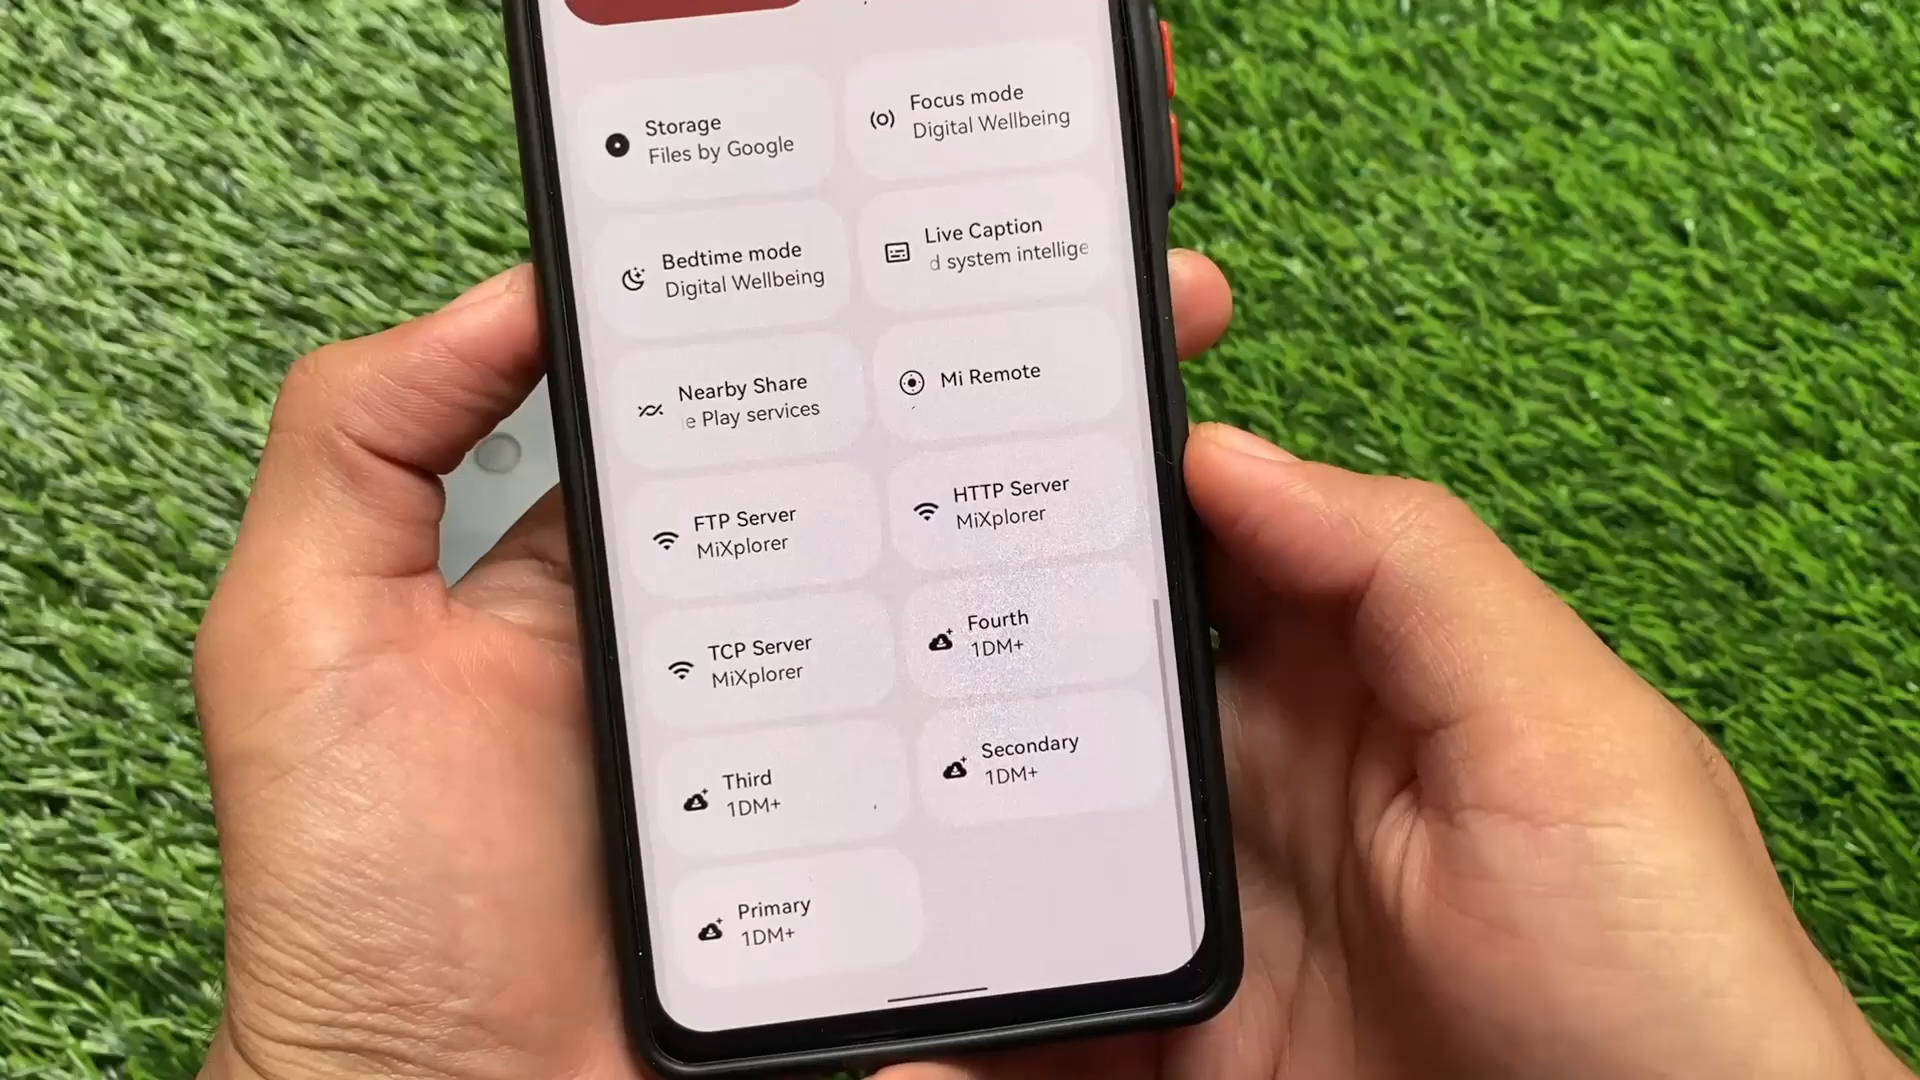 Storage
Files by Google
Focus mode
Digital Wellbeing
Bedtime mode
Digital Wellbeing
Live Caption
d system intellige
Nearby Share
e Play services
Mi Remote
FTP Server
MiXplorer
HTTP Server
MiXplorer
TCP Server
MiXplorer
Fourth
1DM+
Third
1DM+
Secondary
1DM+
Primary
1DM+